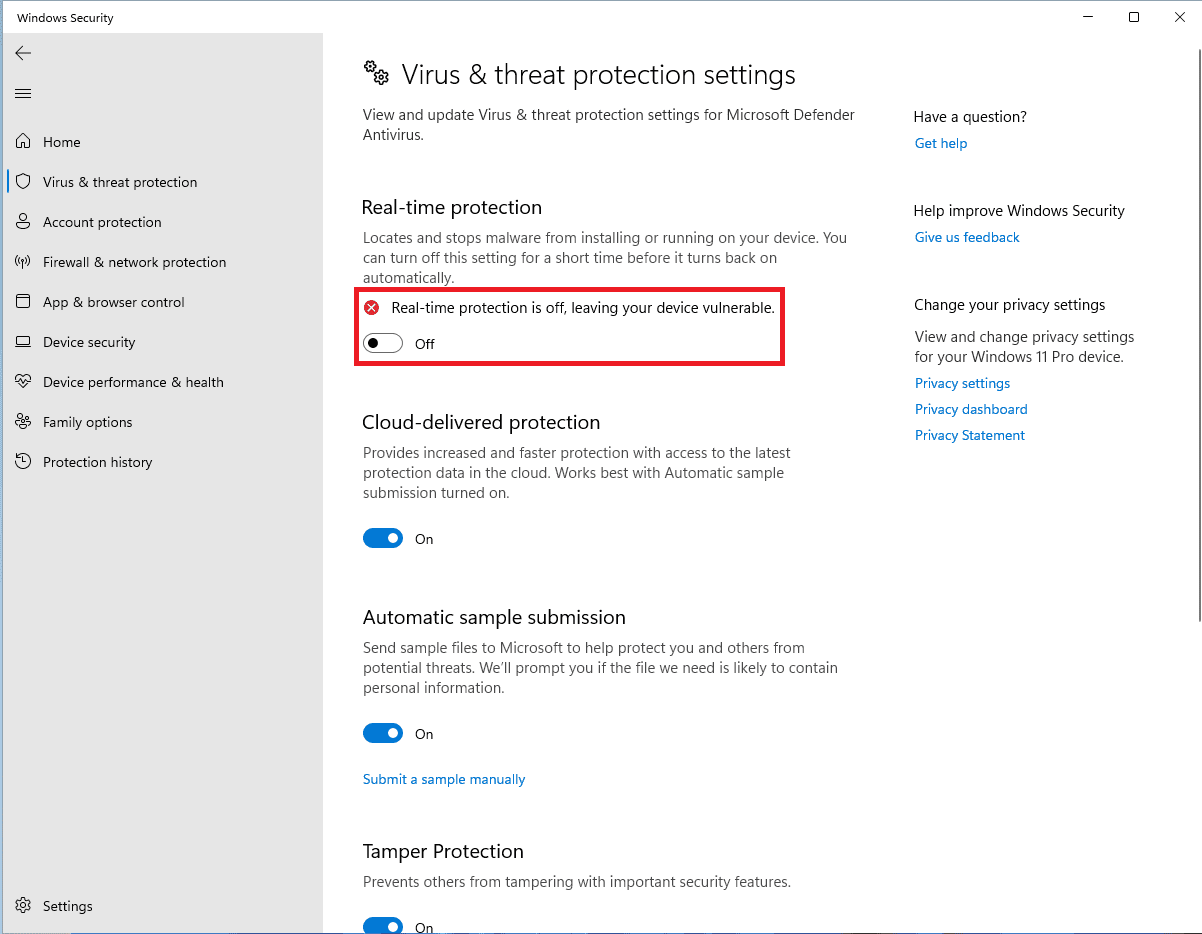 Windows Security
Home
Virus & threat protection
Account protection
Firewall & network protection
App & browser control
Device security
Device performance & health
Family options
Protection history
Settings
Virus & threat protection settings
View and update Virus & threat protection settings for Microsoft Defender
Antivirus.
Real-time protection
Locates and stops malware from installing or running on your device. You
can turn off this setting for a short time before it turns back on
automatically.
Real-time protection is off, leaving your device vulnerable.
Off
Cloud-delivered protection
Provides increased and faster protection with access to the latest
protection data in the cloud. Works best with Automatic sample
submission turned on.
On
Automatic sample submission
Send sample files to Microsoft to help protect you and others from
potential threats. We’ll prompt you if the file we need is likely to contain
personal information.
On
Submit a sample manually
Tamper Protection
Prevents others from tampering with important security features.
On
Have a question?
Get help
Help improve Windows Security
Give us feedback
Change your privacy settings
View and change privacy settings
for your Windows 11 Pro device.
Privacy settings
Privacy dashboard
Privacy Statement